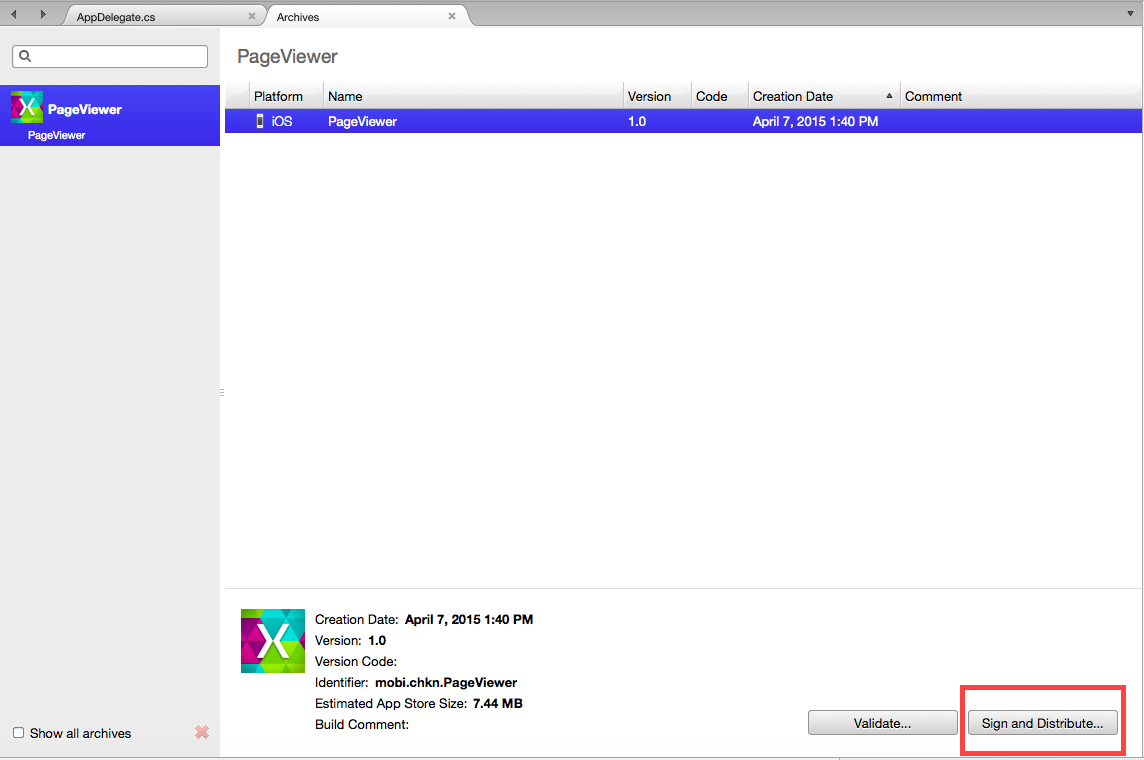 AppDelegate.cs
Archives
PageViewer
PageViewer
PageViewer
Platform Name Version Code Creation Date Comment
iOS PageViewer 1.0 April 7, 2015 1:40 PM
Creation Date: April 7, 2015 1:40 PM
Version: 1.0
Version Code:
Identifier: mobi.chkn.PageViewer
Estimated App Store Size: 7.44 MB
Build Comment:
Show all archives
Validate...
Sign and Distribute...